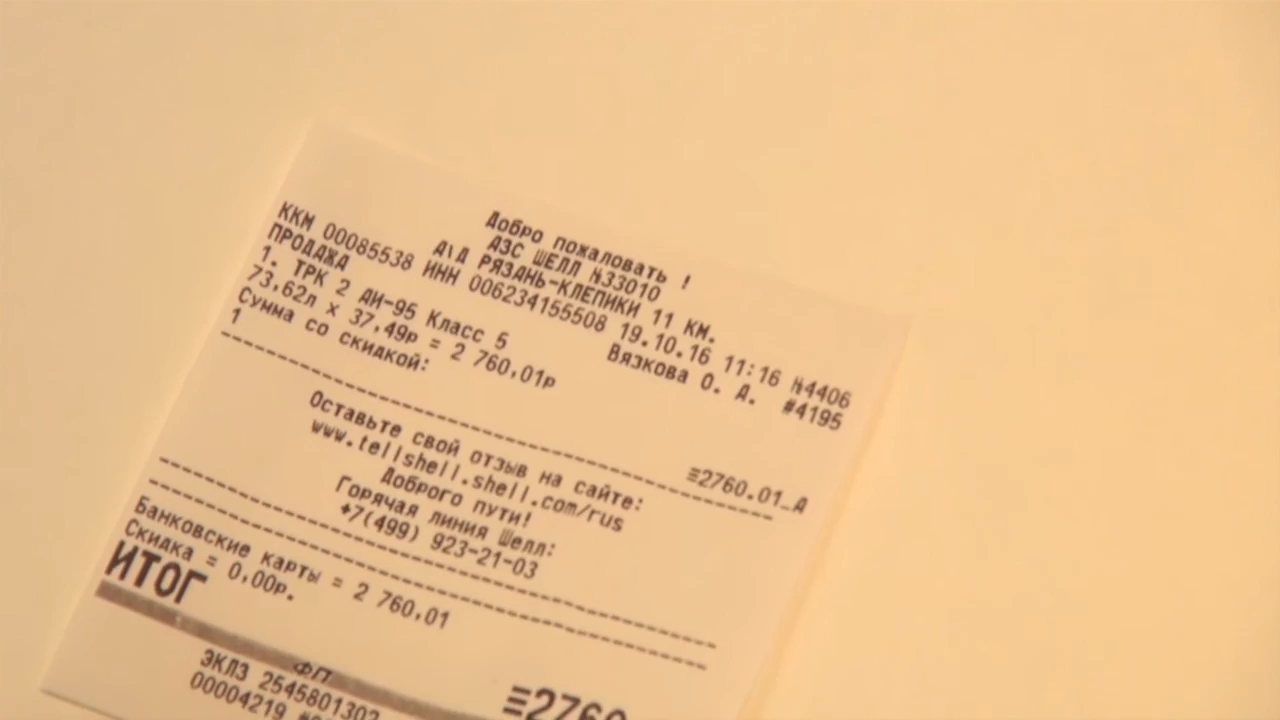 Добро пожаловать !
АЗС ШЕЛЛ №33010
А\Д РЯЗАНЬ-КЛЕПИКИ 11 КМ.
ККМ 00085538 ИНН 006234155508 19.10.16 11:16 №4406
ПРОДАЖА Вязкова О. А. #4195
1. ТРК 2 АИ-95 Класс 5
73,62л x 37,49р = 2 760,01р
Сумма со скидкой:
1 ≡2760.01_А
Оставьте свой отзыв на сайте:
www.tellshell.shell.com/rus
Доброго пути!
Горячая линия Шелл:
+7(499) 923-21-03
Банковские карты = 2 760,01
Скидка = 0,00р.
ИТОГ ≡2760
ФП
ЭКЛЗ 2545801302
00004219